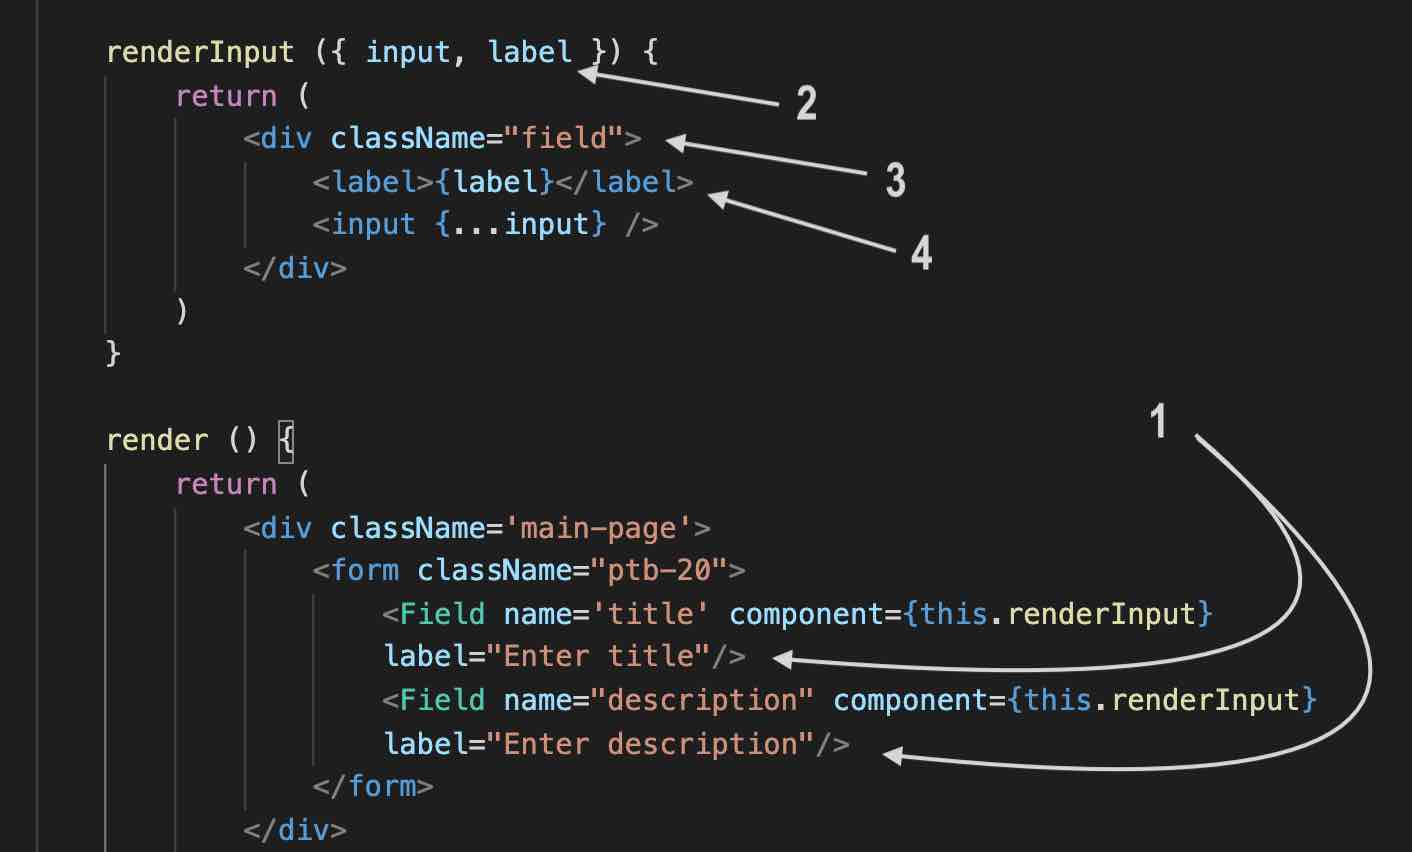 renderInput ({ input, label }) {
return (
2
<div className="field">
3
<label>{label}</label>
<input {...input} />
4
</div>
)
}
1
render () {
return (
<div className='main-page'>
<form className="ptb-20">
<Field name='title' component={this.renderInput}
label="Enter title"/>
<Field name="description" component={this.renderInput}
label="Enter description"/>
</form>
</div>